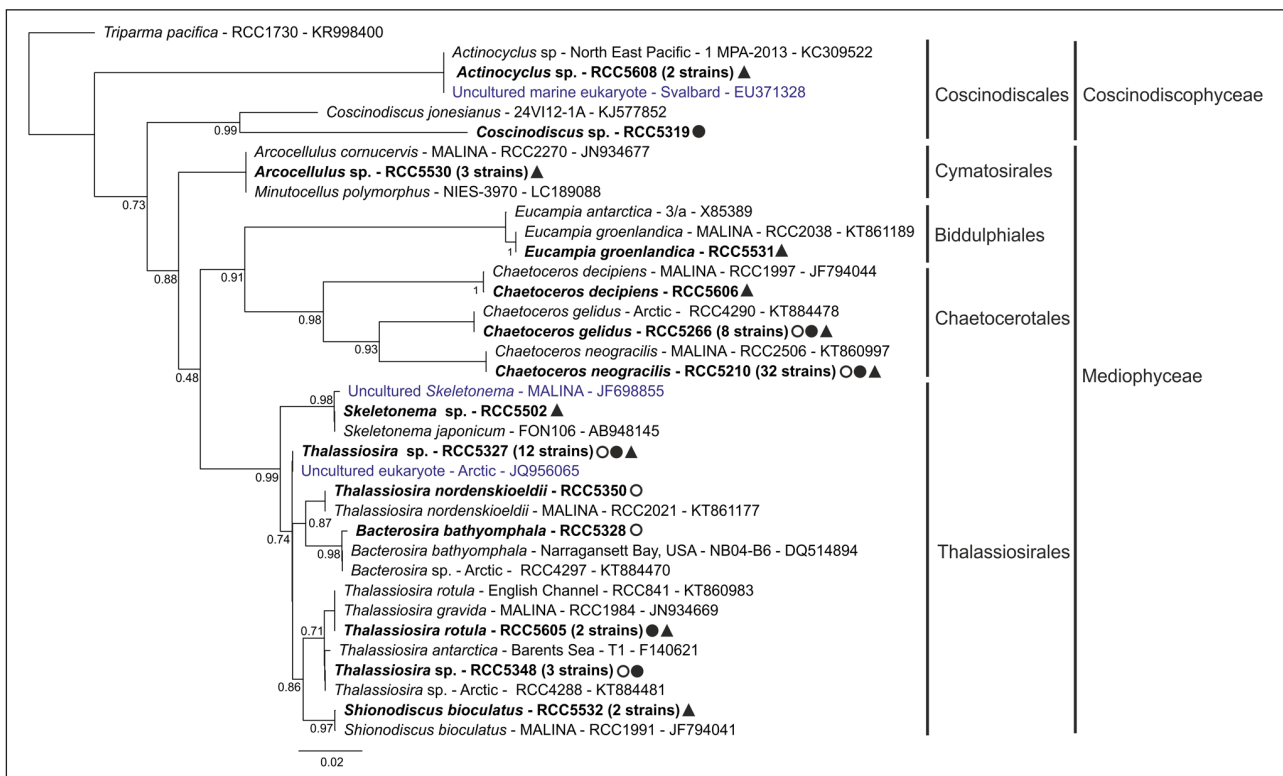 Triparma pacifica - RCC1730 - KR998400
Actinocyclus sp - North East Pacific - 1 MPA-2013 - KC309522
Actinocyclus sp. - RCC5608 (2 strains)
Uncultured marine eukaryote - Svalbard - EU371328
Coscinodiscus jonesianus - 24VI12-1A - KJ577852
0.99
Coscinodiscus sp. - RCC5319
Coscinodiscales
Coscinodiscophyceae
Arcocellulus cornucervis - MALINA - RCC2270 - JN934677
Arcocellulus sp. - RCC5530 (3 strains)
Minutocellus polymorphus - NIES-3970 - LC189088
Cymatosirales
0.73
Eucampia antarctica - 3/a - X85389
Eucampia groenlandica - MALINA - RCC2038 - KT861189
1
Eucampia groenlandica - RCC5531
Biddulphiales
0.88
0.91
Chaetoceros decipiens - MALINA - RCC1997 - JF794044
1
Chaetoceros decipiens - RCC5606
Chaetoceros gelidus - Arctic - RCC4290 - KT884478
0.98
Chaetoceros gelidus - RCC5266 (8 strains)
0.93
Chaetoceros neogracilis - MALINA - RCC2506 - KT860997
Chaetoceros neogracilis - RCC5210 (32 strains)
Chaetocerotales
0.48
Mediophyceae
Uncultured Skeletonema - MALINA - JF698855
0.98
Skeletonema sp. - RCC5502
Skeletonema japonicum - FON106 - AB948145
Thalassiosira sp. - RCC5327 (12 strains)
Uncultured eukaryote - Arctic - JQ956065
0.99
Thalassiosira nordenskioeldii - RCC5350
Thalassiosira nordenskioeldii - MALINA - RCC2021 - KT861177
0.87
Bacterosira bathyomphala - RCC5328
0.74
0.98
Bacterosira bathyomphala - Narragansett Bay, USA - NB04-B6 - DQ514894
Bacterosira sp. - Arctic - RCC4297 - KT884470
Thalassiosirales
Thalassiosira rotula - English Channel - RCC841 - KT860983
Thalassiosira gravida - MALINA - RCC1984 - JN934669
0.71
Thalassiosira rotula - RCC5605 (2 strains)
Thalassiosira antarctica - Barents Sea - T1 - F140621
Thalassiosira sp. - RCC5348 (3 strains)
0.86
Thalassiosira sp. - Arctic - RCC4288 - KT884481
Shionodiscus bioculatus - RCC5532 (2 strains)
0.97
Shionodiscus bioculatus - MALINA - RCC1991 - JF794041
0.02